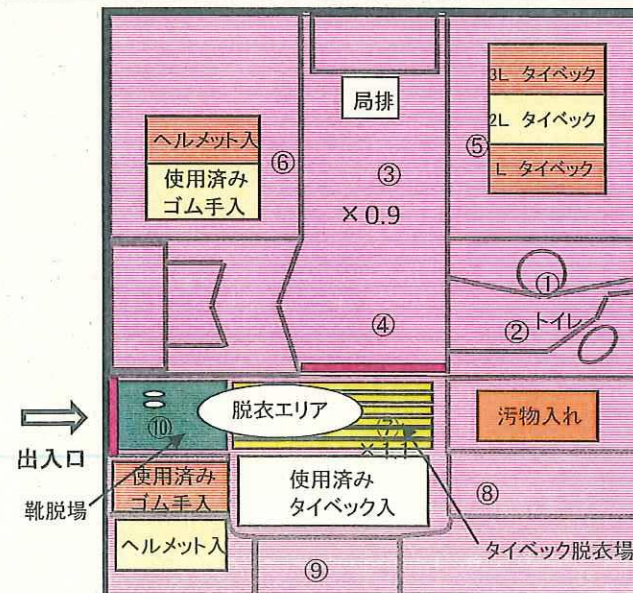 局排
3L タイベック
2L タイベック
L タイベック
ヘルメット入
使用済み
ゴム手入
⑥
③
⑤
×0.9
①
④
②
トイレ
脱衣エリア
⑩
⑦
×1.1
汚物入れ
出入口
靴脱場
使用済み
ゴム手入
使用済み
タイベック入
⑧
ヘルメット入
⑨
タイベック脱衣場